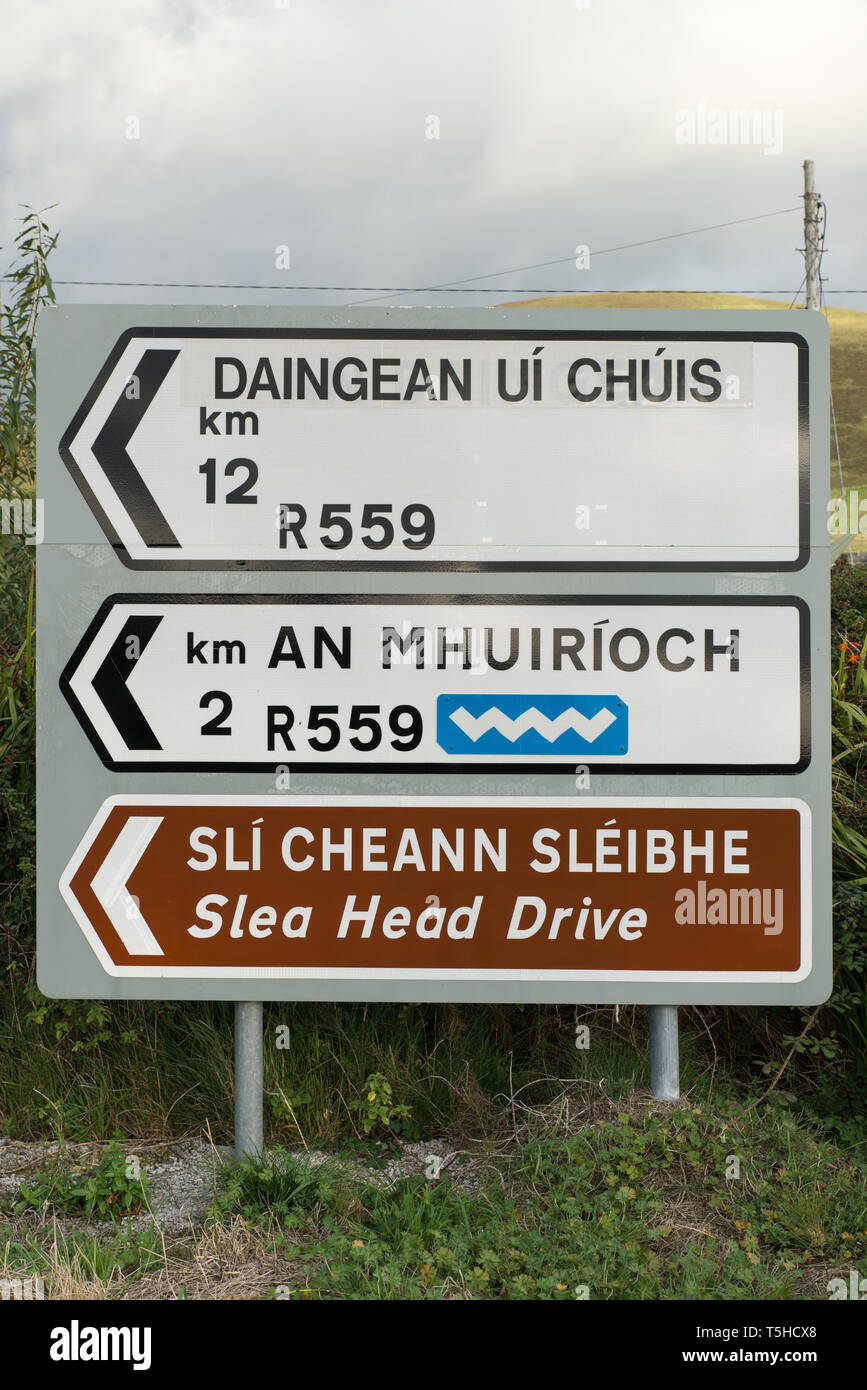 DAINGEAN UÍ CHÚIS
km
12
R559
km AN MHUIRÍOCH
2 R559
SLÍ CHEANN SLÉIBHE
Slea Head Drive
alamy
alamy
Image ID: T5HCX8
www.alamy.com